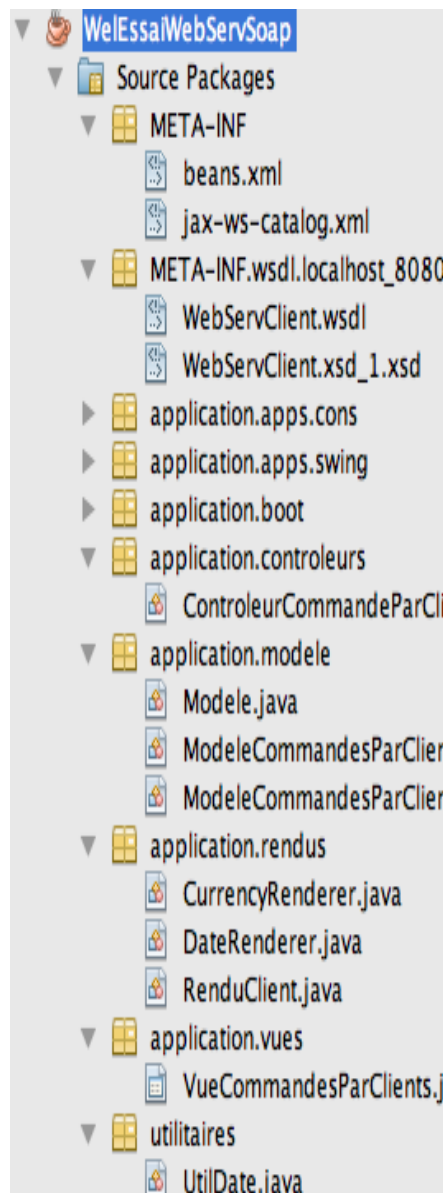 WelEssaiWebServSoap
Source Packages
META-INF
beans.xml
jax-ws-catalog.xml
META-INF.wsdl.localhost_8080
WebServClient.wsdl
WebServClient.xsd_1.xsd
application.apps.cons
application.apps.swing
application.boot
application.controleurs
ControleurCommandeParCli
application.modele
Modele.java
ModeleCommandesParClier
ModeleCommandesParClier
application.rendus
CurrencyRenderer.java
DateRenderer.java
RenduClient.java
application.vues
VueCommandesParClients.j
utilitaires
UtilDate.java